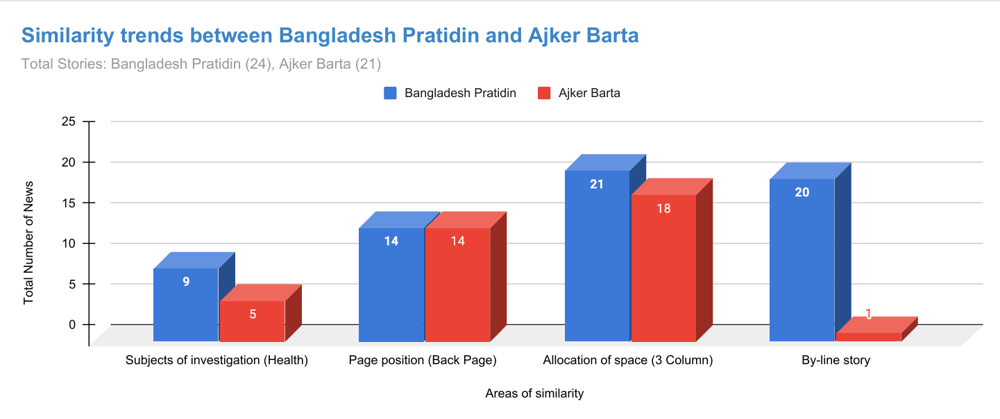 Similarity trends between Bangladesh Pratidin and Ajker Barta
Total Stories: Bangladesh Pratidin (24), Ajker Barta (21)
Bangladesh Pratidin
Ajker Barta
Total Number of News
25
20
15
10
5
0
9
5
14
14
21
18
20
1
Subjects of investigation (Health)
Page position (Back Page)
Allocation of space (3 Column)
By-line story
Areas of similarity